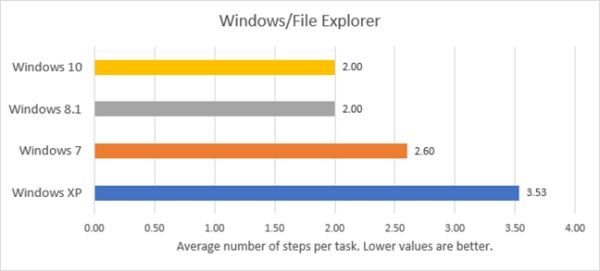 Windows/File Explorer
Windows 10
2.00
Windows 8.1
2.00
Windows 7
2.60
Windows XP
3.53
0.00 0.50 1.00 1.50 2.00 2.50 3.00 3.50 4.00
Average number of steps per task. Lower values are better.